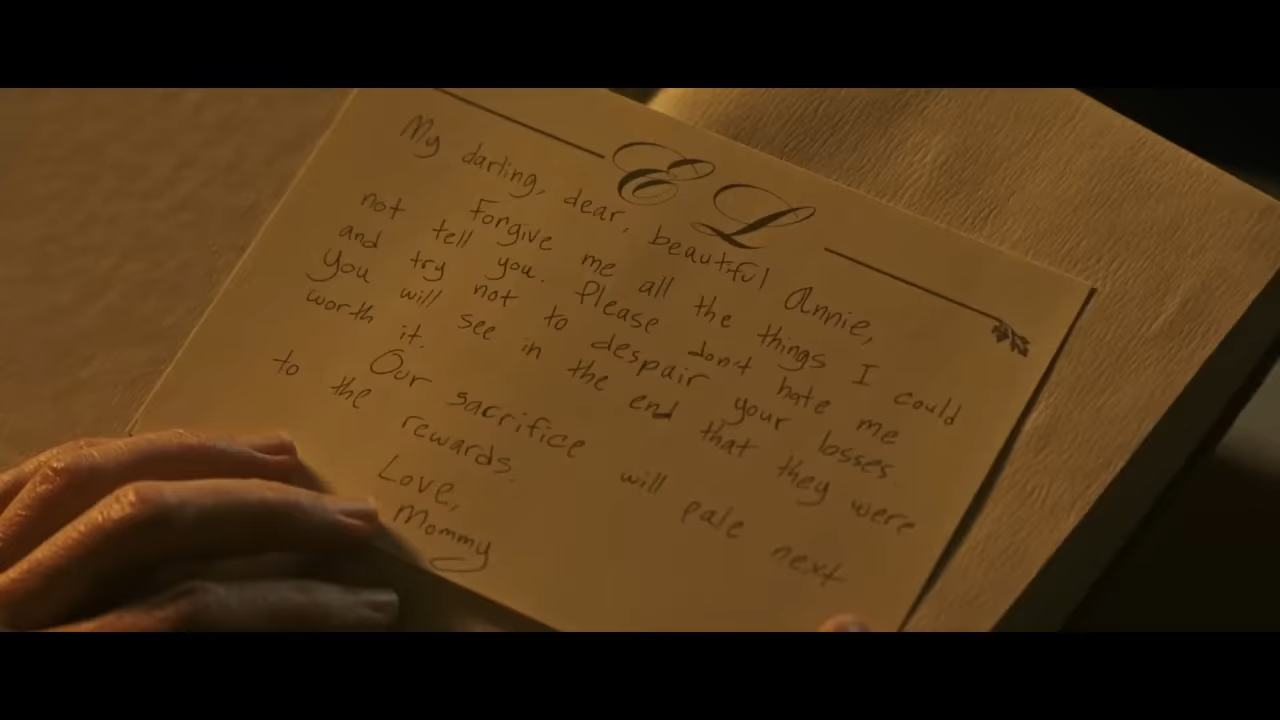 E L
My darling, dear, beautiful Annie,
Forgive me all the things I could
not tell you. Please don't hate me
and try not to despair your losses.
You will see in the end that they were
worth it.
Our sacrifice will pale next
to the rewards.
Love,
Mommy